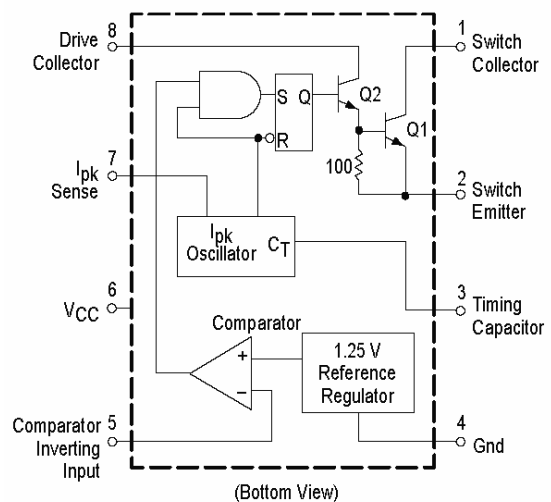 8
Drive
Collector
1
Switch
Collector
S
Q
R
Q2
Q1
100
7
Ipk
Sense
2
Switch
Emitter
Ipk
Oscillator
CT
6
VCC
3
Timing
Capacitor
Comparator
+
–
1.25 V
Reference
Regulator
5
Comparator
Inverting
Input
4
Gnd
(Bottom View)